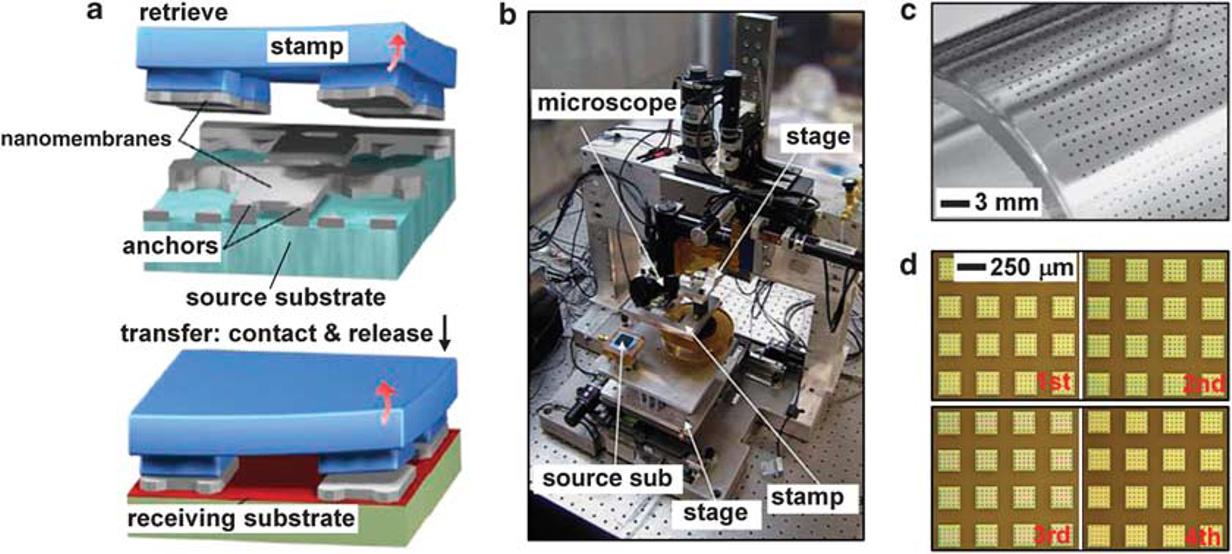 a
retrieve
stamp
nanomembranes
anchors
source substrate
transfer: contact & release
receiving substrate
b
microscope
stage
source sub
stage
stamp
c
3 mm
d
250 μm
1st
2nd
3rd
4th